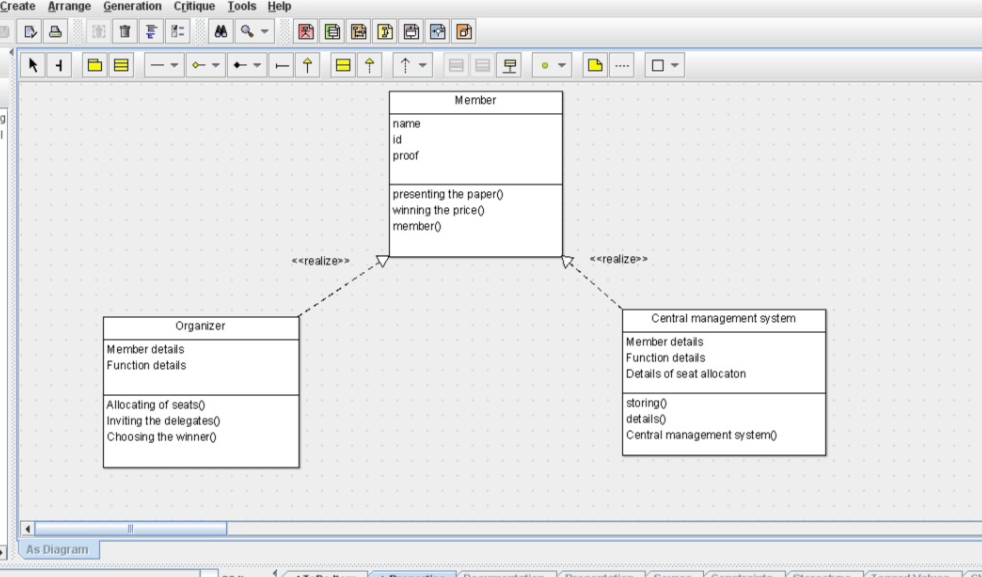 Create Arrange Generation Critique Tools Help
Member
name
id
proof
presenting the paper()
winning the price()
member()
<<realize>>
<<realize>>
Organizer
Member details
Function details
Allocating of seats()
Inviting the delegates()
Choosing the winner()
Central management system
Member details
Function details
Details of seat allocaton
storing()
details()
Central management system()
As Diagram